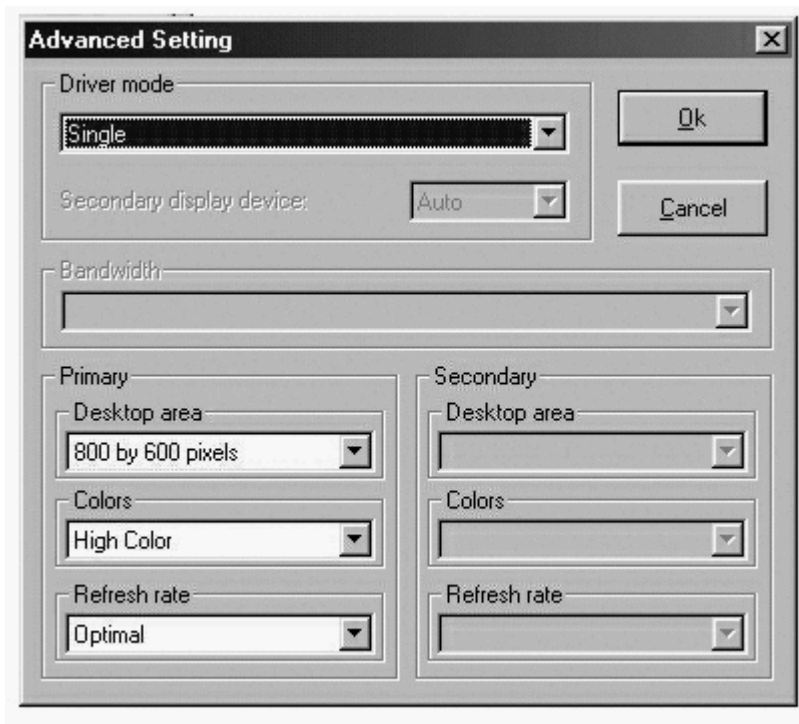 Advanced Setting
Driver mode
Single
Ok
Secondary display device:
Auto
Cancel
Bandwidth
Primary
Secondary
Desktop area
Desktop area
800 by 600 pixels
Colors
Colors
High Color
Refresh rate
Refresh rate
Optimal